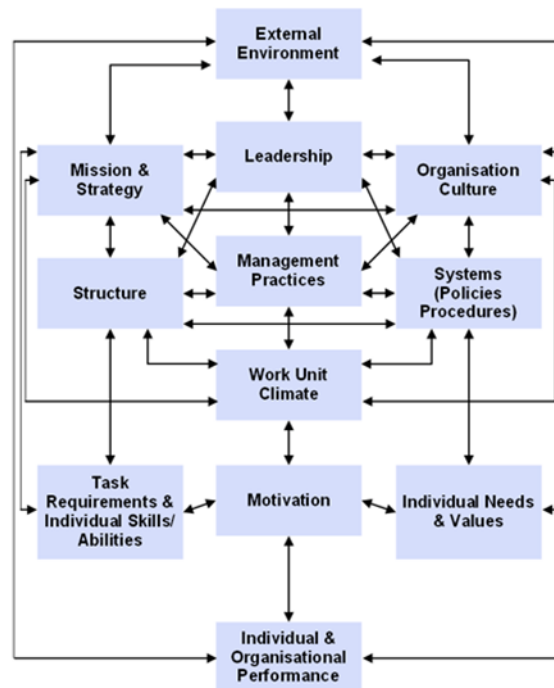 External
Environment
Leadership
Mission &
Strategy
Organisation
Culture
Management
Practices
Structure
Systems
(Policies
Procedures)
Work Unit
Climate
Task
Requirements &
Individual Skills/
Abilities
Motivation
Individual Needs
& Values
Individual &
Organisational
Performance